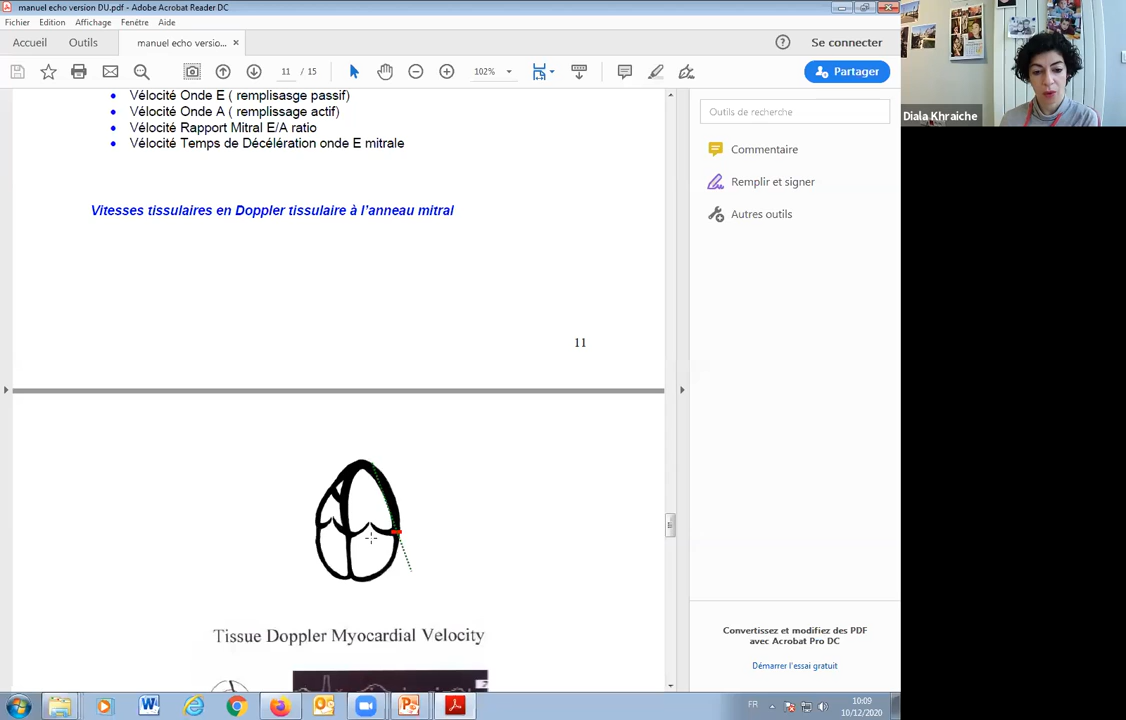 manuel echo version DU.pdf - Adobe Acrobat Reader DC
Fichier Edition Affichage Fenêtre Aide
Accueil Outils manuel echo versio... × Se connecter
11 / 15 102% Partager
Vélocité Onde E ( remplisasge passif)
Vélocité Onde A ( remplissage actif)
Vélocité Rapport Mitral E/A ratio
Vélocité Temps de Décélération onde E mitrale
Vitesses tissulaires en Doppler tissulaire à l'anneau mitral
11
Tissue Doppler Myocardial Velocity
Outils de recherche
Commentaire
Remplir et signer
Autres outils
Convertissez et modifiez des PDF
avec Acrobat Pro DC
Démarrer l'essai gratuit
Diala Khraiche
FR 10:09
10/12/2020